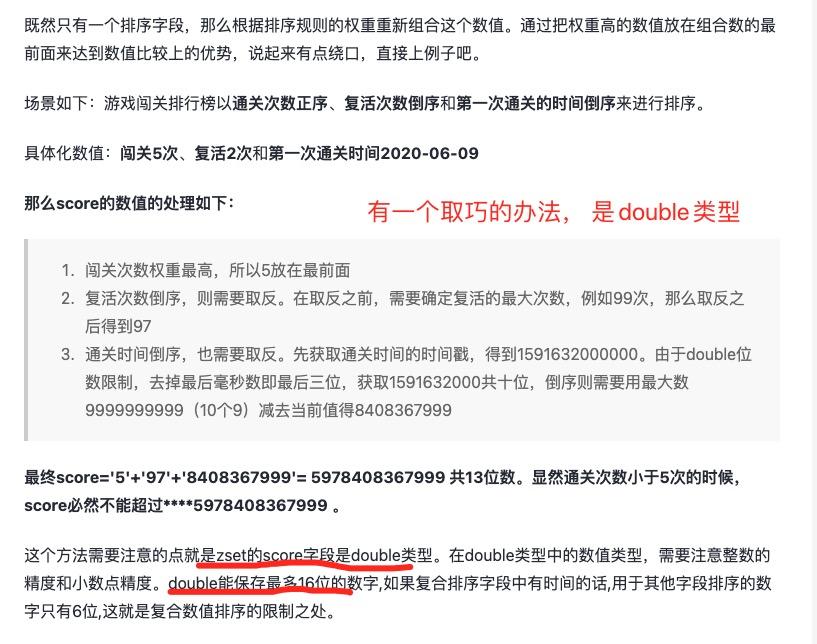 既然只有一个排序字段，那么根据排序规则的权重重新组合这个数值。通过把权重高的数值放在组合数的最
前面来达到数值比较上的优势，说起来有点绕口，直接上例子吧。
场景如下：游戏闯关排行榜以通关次数正序、复活次数倒序和第一次通关的时间倒序来进行排序。
具体化数值：闯关5次、复活2次和第一次通关时间2020-06-09
那么score的数值的处理如下：
有一个取巧的办法， 是double类型
1. 闯关次数权重最高，所以5放在最前面
2. 复活次数倒序，则需要取反。在取反之前，需要确定复活的最大次数，例如99次，那么取反之
后得到97
3. 通关时间倒序，也需要取反。先获取通关时间的时间戳，得到1591632000000。由于double位
数限制，去掉最后毫秒数即最后三位，获取1591632000共十位，倒序则需要用最大数
9999999999（10个9）减去当前值得8408367999
最终score='5'+'97'+'8408367999'= 5978408367999 共13位数。显然通关次数小于5次的时候，
score必然不能超过****5978408367999 。
这个方法需要注意的点就是zset的score字段是double类型。在double类型中的数值类型，需要注意整数的
精度和小数点精度。double能保存最多16位的数字,如果复合排序字段中有时间的话,用于其他字段排序的数
字只有6位,这就是复合数值排序的限制之处。